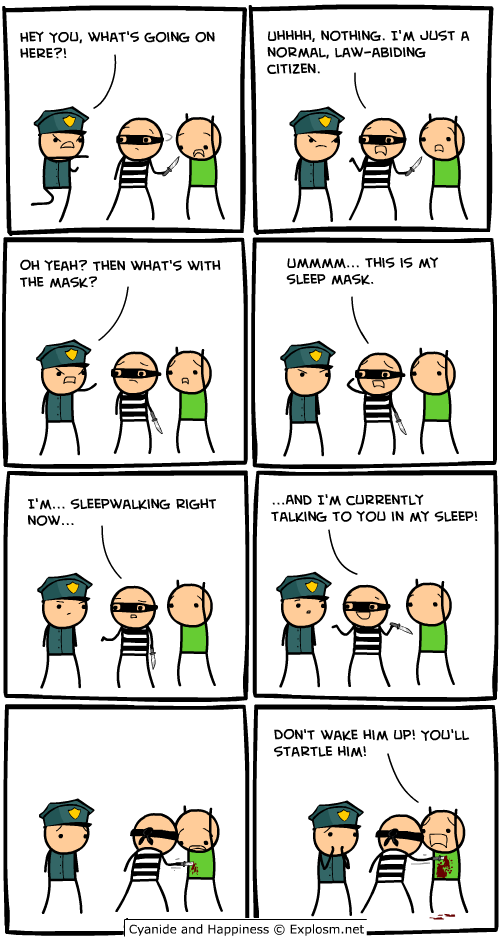 HEY YOU, WHAT'S GOING ON
HERE?!
UHHHH, NOTHING. I'M JUST A
NORMAL, LAW-ABIDING
CITIZEN.
OH YEAH? THEN WHAT'S WITH
THE MASK?
UMMMM... THIS IS MY
SLEEP MASK.
I'M... SLEEPWALKING RIGHT
NOW...
...AND I'M CURRENTLY
TALKING TO YOU IN MY SLEEP!
DON'T WAKE HIM UP! YOU'LL
STARTLE HIM!
Cyanide and Happiness © Explosm.net